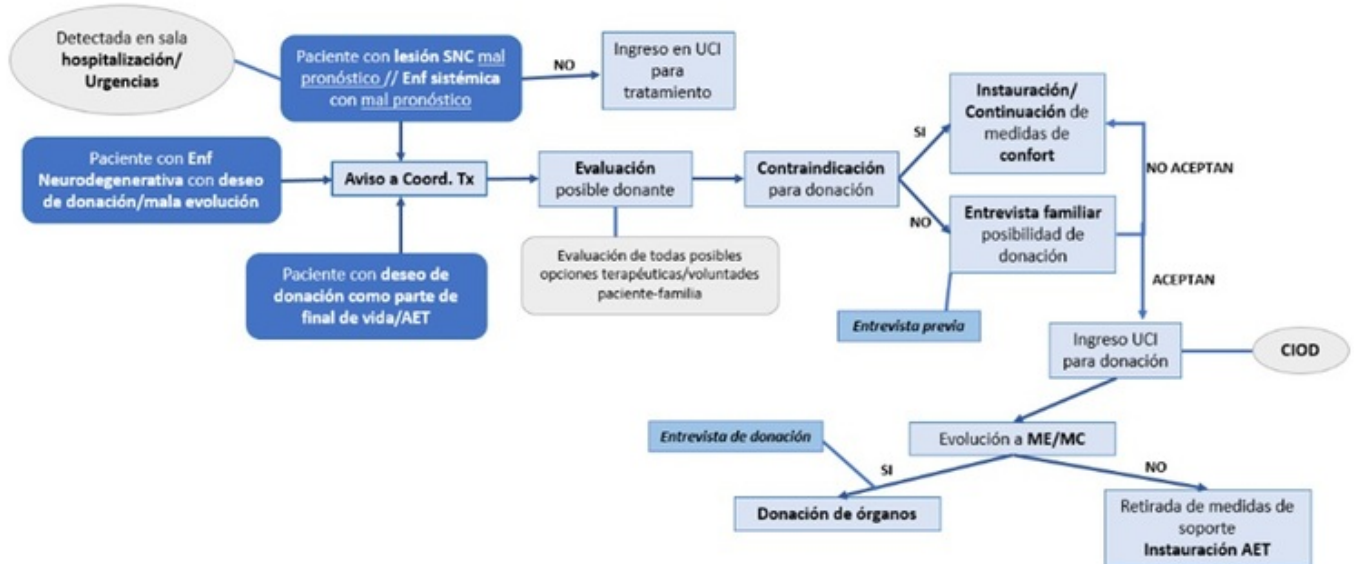 Detectada en sala
hospitalización/
Urgencias
Paciente con lesión SNC mal
pronóstico // Enf sistémica
con mal pronóstico
NO
Ingreso en UCI
para
tratamiento
Paciente con Enf
Neurodegenerativa con deseo
de donación/mala evolución
Aviso a Coord. Tx
Evaluación
posible donante
Contraindicación
para donación
SI
Instauración/
Continuación de
medidas de
confort
NO ACEPTAN
NO
Entrevista familiar
posibilidad de
donación
Evaluación de todas posibles
opciones terapéuticas/voluntades
paciente-familia
Paciente con deseo de
donación como parte de
final de vida/AET
ACEPTAN
Entrevista previa
Ingreso UCI
para donación
CIOD
Entrevista de donación
Evolución a ME/MC
SI
NO
Donación de órganos
Retirada de medidas de
soporte
Instauración AET